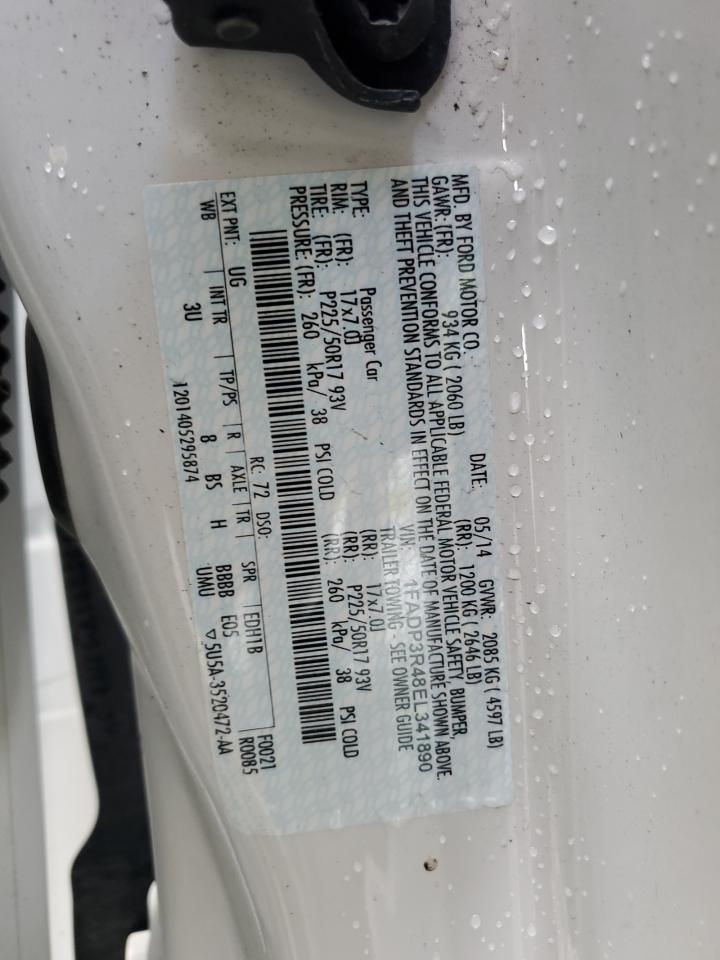 MFD. BY FORD MOTOR CO. DATE: 05/14 GVWR: 2085 KG ( 4597 LB)
GAWR: (FR): 934 KG ( 2060 LB) (RR): 1200 KG ( 2646 LB)
THIS VEHICLE CONFORMS TO ALL APPLICABLE FEDERAL MOTOR VEHICLE SAFETY, BUMPER,
AND THEFT PREVENTION STANDARDS IN EFFECT ON THE DATE OF MANUFACTURE SHOWN ABOVE.
VIN: 1FADP3R48EL341890
TYPE: Passenger Car TRAILER TOWING - SEE OWNER GUIDE
RIM: (FR): 17x7.0J (RR): 17x7.0J
TIRE: (FR): P225/50R17 93V (RR): P225/50R17 93V
PRESSURE: (FR): 260 kPa/ 38 PSI COLD (RR): 260 kPa/ 38 PSI COLD
RC: 72 DSO: F0021
EXT PNT: UG R0085
WB | INT TR | TP/PS | R | AXLE | TR | SPR | EDH1B
3U 8 BS H BBBB E05
UMU
1201405295874 ▽5U5A-3520472-AA